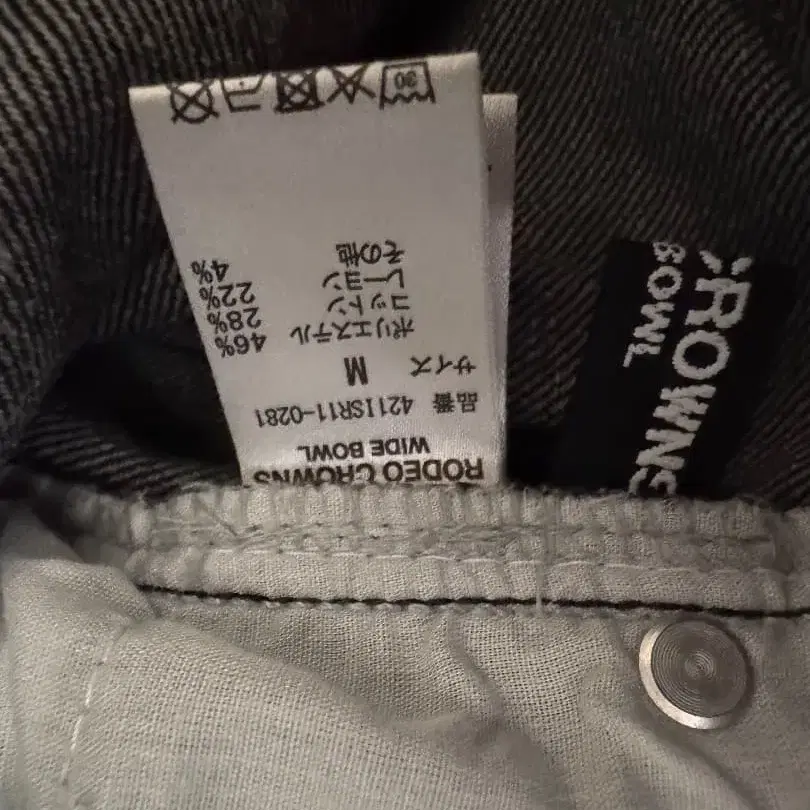 RODEO CROWNS
WIDE BOWL
品番 421ISR11-0281
サイズ M
ポリエステル 46%
コットン 28%
レーヨン 22%
その他 4%
30
CROWNS
BOWL